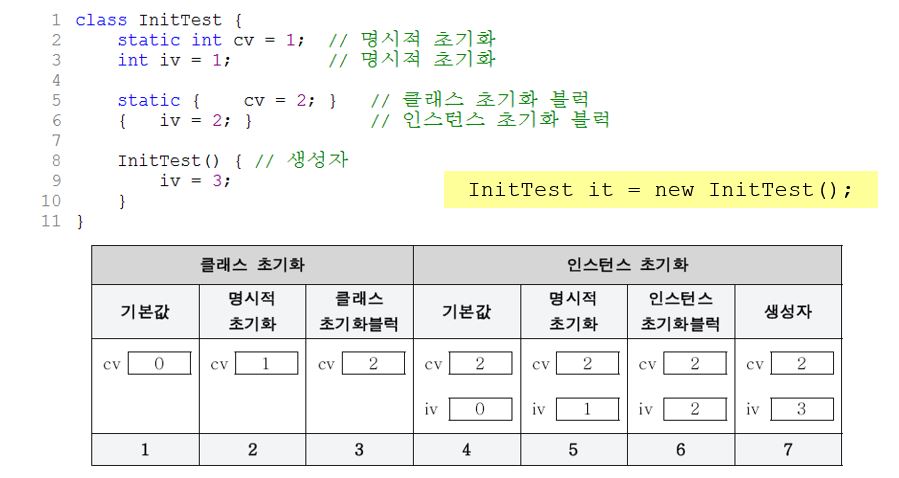 1 class InitTest {
2 static int cv = 1; // 명시적 초기화
3 int iv = 1; // 명시적 초기화
4
5 static { cv = 2; } // 클래스 초기화 블럭
6 { iv = 2; } // 인스턴스 초기화 블럭
7
8 InitTest() { // 생성자
9 iv = 3;
10 }
11 }
InitTest it = new InitTest();
클래스 초기화 인스턴스 초기화
기본값 명시적 초기화 클래스 초기화블럭 기본값 명시적 초기화 인스턴스 초기화블럭 생성자
cv 0 cv 1 cv 2 cv 2 cv 2 cv 2 cv 2
iv 0 iv 1 iv 2 iv 3
1 2 3 4 5 6 7